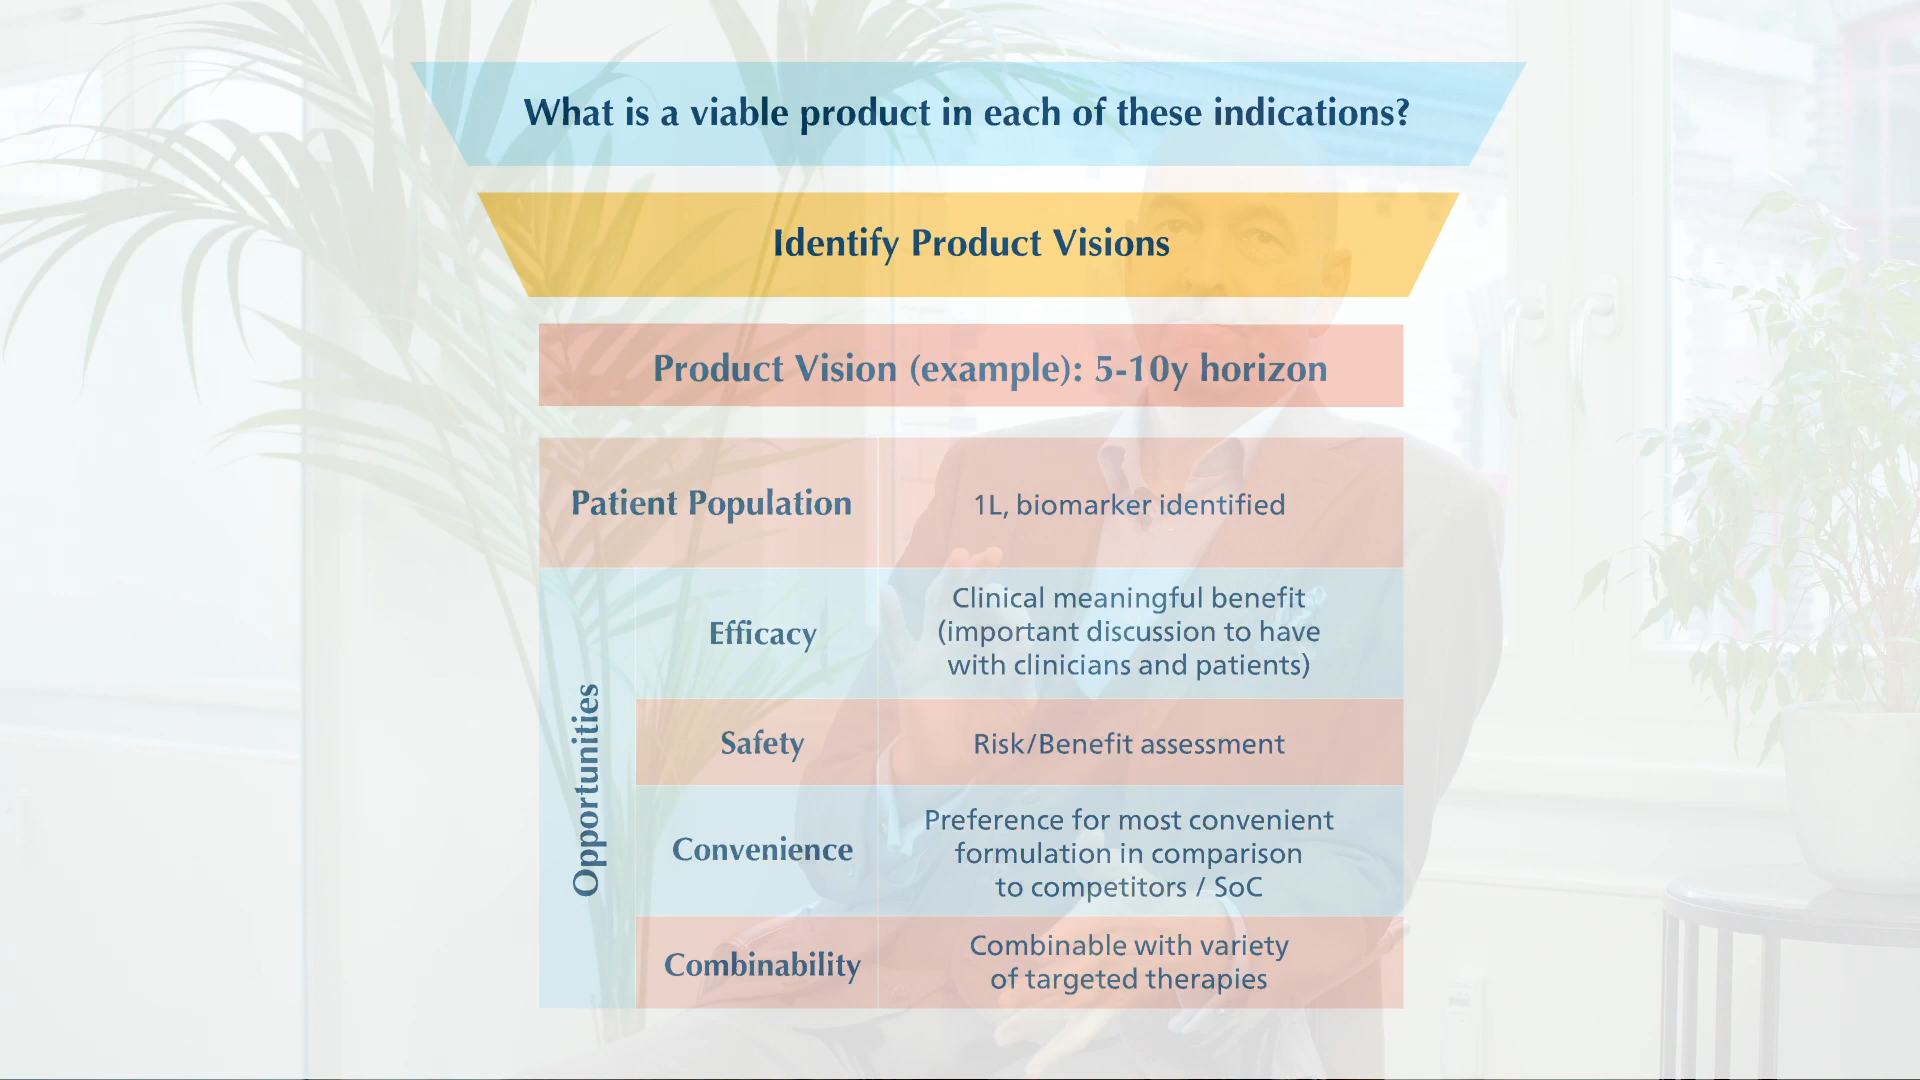 What is a viable product in each of these indications?
Identify Product Visions
Product Vision (example): 5-10y horizon
Patient Population
1L, biomarker identified
Opportunities
Efficacy
Clinical meaningful benefit
(important discussion to have
with clinicians and patients)
Safety
Risk/Benefit assessment
Convenience
Preference for most convenient
formulation in comparison
to competitors / SoC
Combinability
Combinable with variety
of targeted therapies